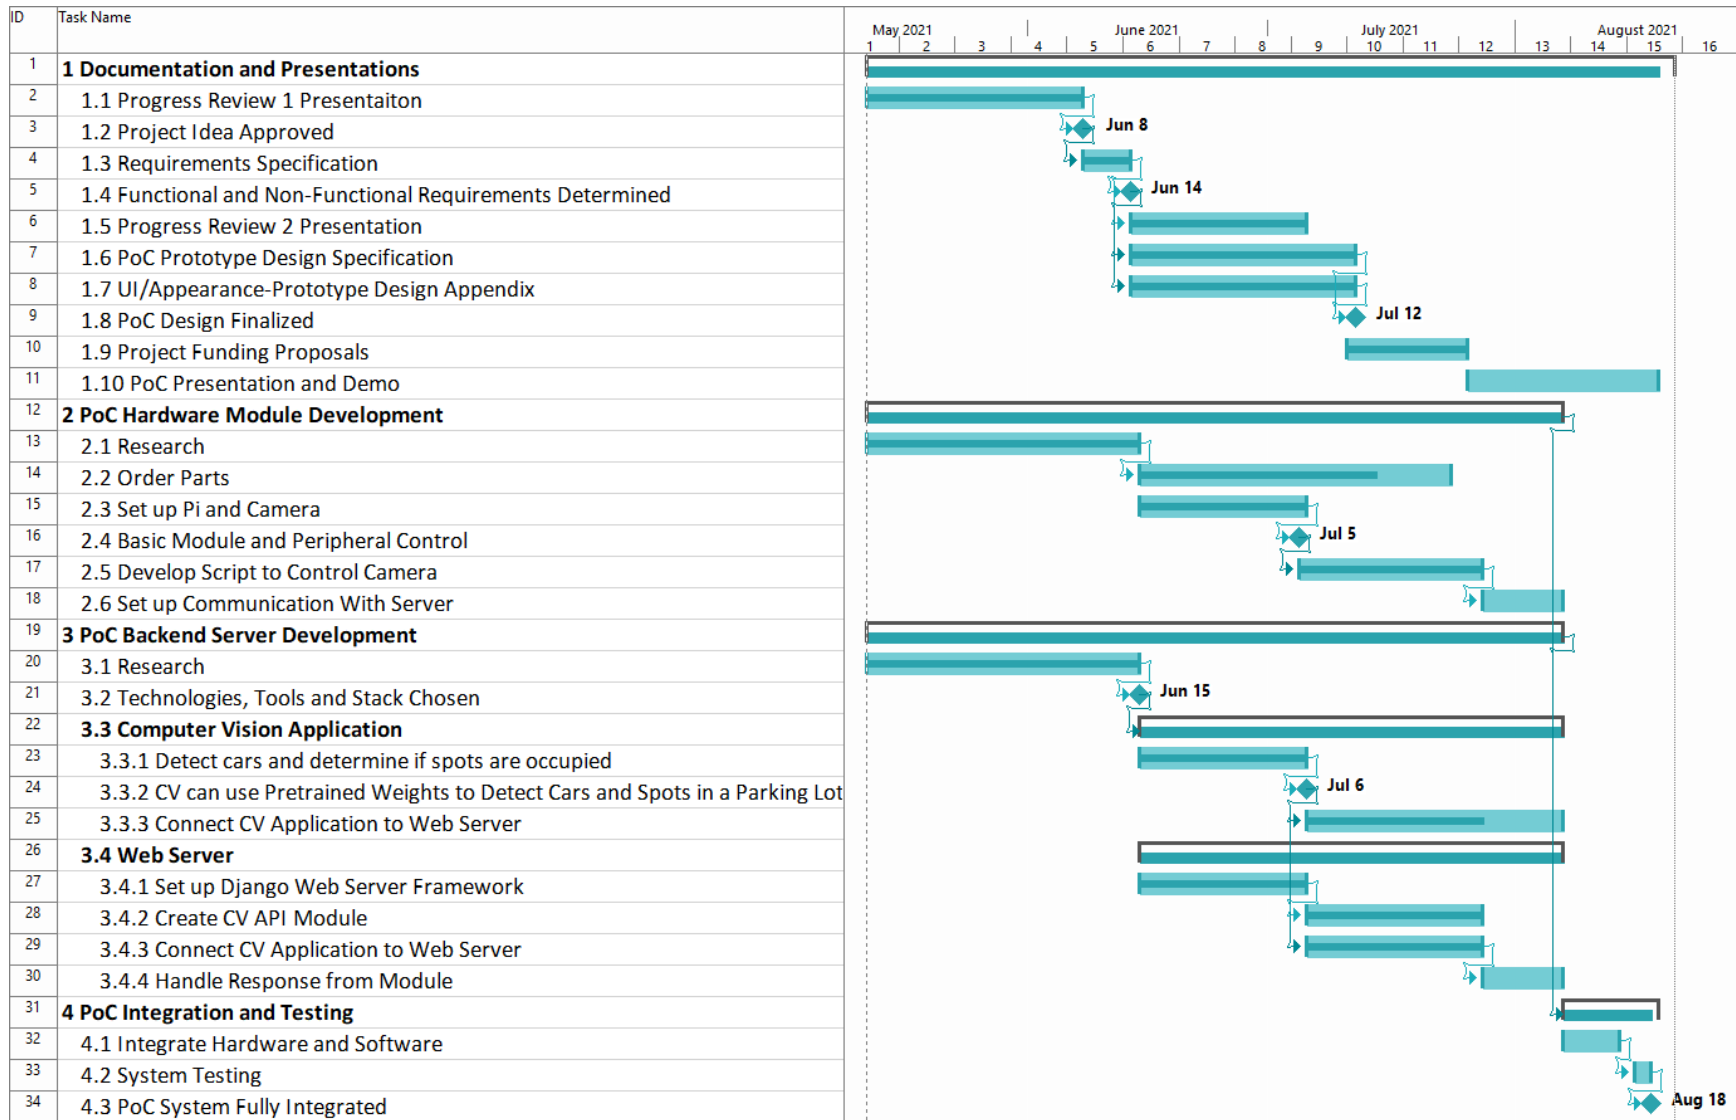 ID Task Name
May 2021 June 2021 July 2021 August 2021
1 2 3 4 5 6 7 8 9 10 11 12 13 14 15 16
1 1 Documentation and Presentations
2 1.1 Progress Review 1 Presentaiton
3 1.2 Project Idea Approved Jun 8
4 1.3 Requirements Specification
5 1.4 Functional and Non-Functional Requirements Determined Jun 14
6 1.5 Progress Review 2 Presentation
7 1.6 PoC Prototype Design Specification
8 1.7 UI/Appearance-Prototype Design Appendix
9 1.8 PoC Design Finalized Jul 12
10 1.9 Project Funding Proposals
11 1.10 PoC Presentation and Demo
12 2 PoC Hardware Module Development
13 2.1 Research
14 2.2 Order Parts
15 2.3 Set up Pi and Camera
16 2.4 Basic Module and Peripheral Control Jul 5
17 2.5 Develop Script to Control Camera
18 2.6 Set up Communication With Server
19 3 PoC Backend Server Development
20 3.1 Research
21 3.2 Technologies, Tools and Stack Chosen Jun 15
22 3.3 Computer Vision Application
23 3.3.1 Detect cars and determine if spots are occupied
24 3.3.2 CV can use Pretrained Weights to Detect Cars and Spots in a Parking Lot Jul 6
25 3.3.3 Connect CV Application to Web Server
26 3.4 Web Server
27 3.4.1 Set up Django Web Server Framework
28 3.4.2 Create CV API Module
29 3.4.3 Connect CV Application to Web Server
30 3.4.4 Handle Response from Module
31 4 PoC Integration and Testing
32 4.1 Integrate Hardware and Software
33 4.2 System Testing
34 4.3 PoC System Fully Integrated Aug 18